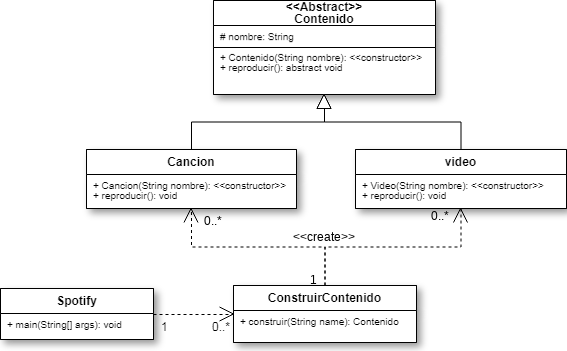 <<Abstract>>
Contenido
# nombre: String
+ Contenido(String nombre): <<constructor>>
+ reproducir(): abstract void
Cancion
+ Cancion(String nombre): <<constructor>>
+ reproducir(): void
video
+ Video(String nombre): <<constructor>>
+ reproducir(): void
0..*
0..*
<<create>>
1
Spotify
+ main(String[] args): void
1
0..*
ConstruirContenido
+ construir(String name): Contenido